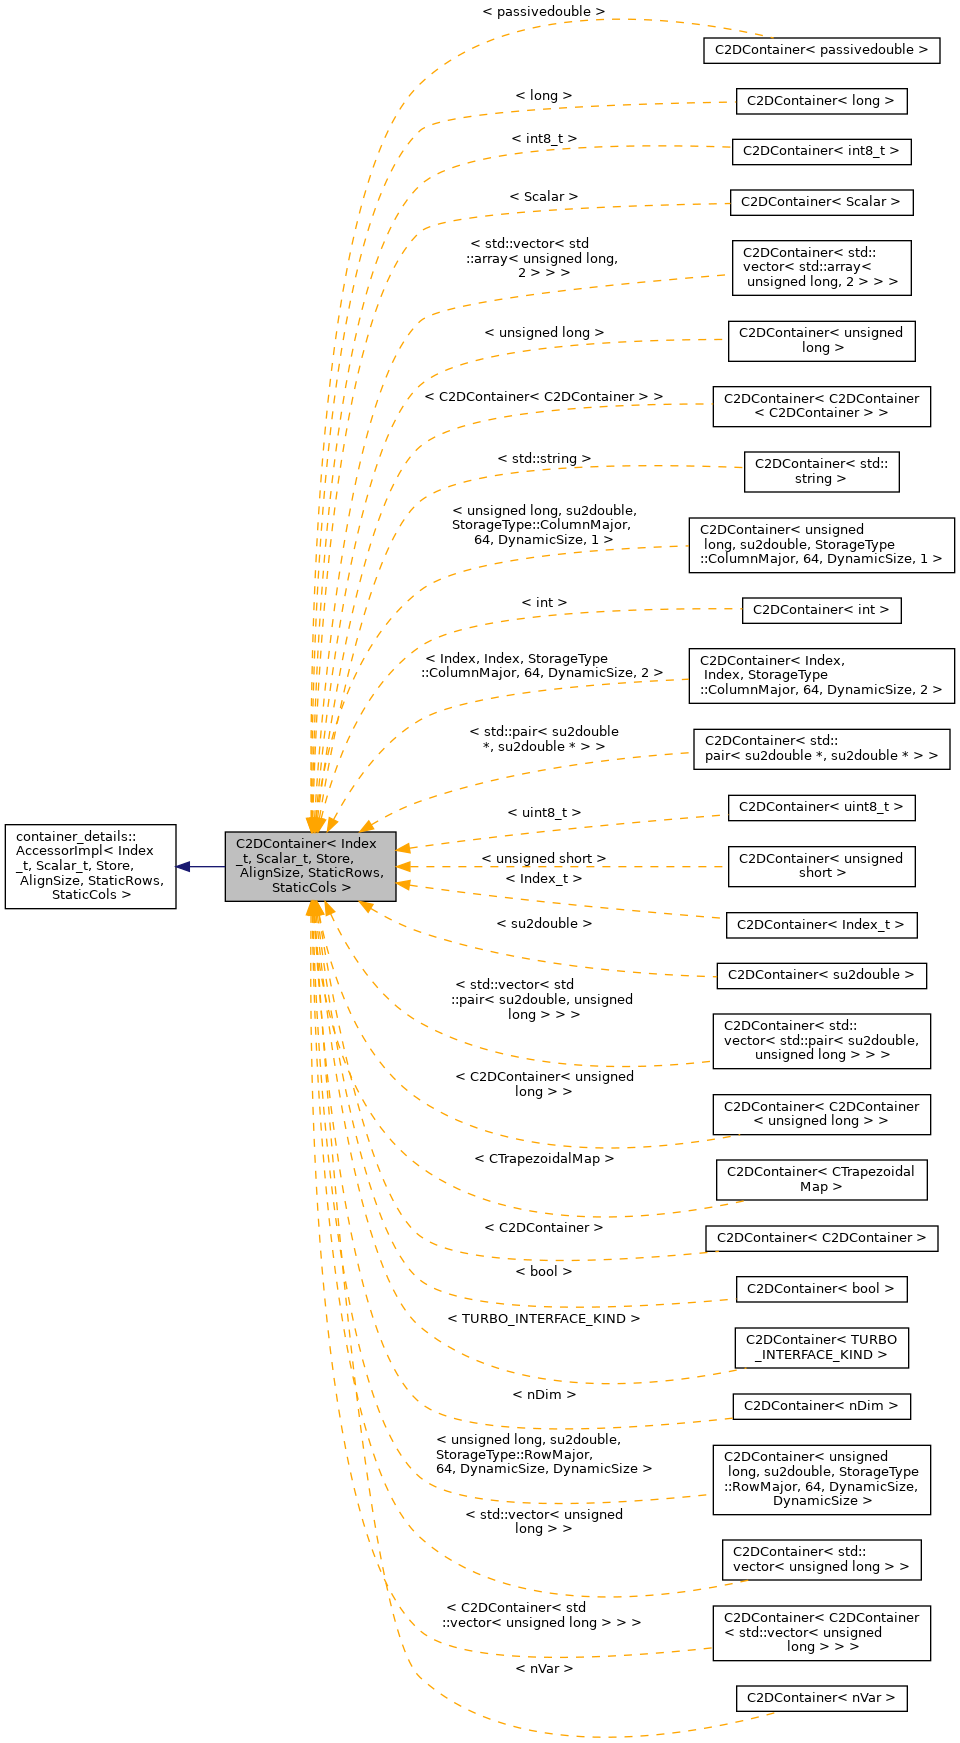 < passivedouble >
C2DContainer< passivedouble >
< long >
C2DContainer< long >
< int8_t >
C2DContainer< int8_t >
< Scalar >
C2DContainer< Scalar >
< std::vector< std
::array< unsigned long,
2 > > >
C2DContainer< std::
vector< std::array<
unsigned long, 2 > > >
< unsigned long >
C2DContainer< unsigned
long >
< C2DContainer< C2DContainer > >
C2DContainer< C2DContainer
< C2DContainer > >
< std::string >
C2DContainer< std::
string >
< unsigned long, su2double,
StorageType::ColumnMajor,
64, DynamicSize, 1 >
C2DContainer< unsigned
long, su2double, StorageType
::ColumnMajor, 64, DynamicSize, 1 >
< int >
C2DContainer< int >
< Index, Index, StorageType
::ColumnMajor, 64, DynamicSize, 2 >
C2DContainer< Index,
Index, StorageType
::ColumnMajor, 64, DynamicSize, 2 >
< std::pair< su2double
*, su2double * > >
C2DContainer< std::
pair< su2double *, su2double * > >
< uint8_t >
C2DContainer< uint8_t >
container_details::
AccessorImpl< Index
_t, Scalar_t, Store,
AlignSize, StaticRows,
StaticCols >
C2DContainer< Index
_t, Scalar_t, Store,
AlignSize, StaticRows,
StaticCols >
< unsigned short >
C2DContainer< unsigned
short >
< Index_t >
C2DContainer< Index_t >
< su2double >
C2DContainer< su2double >
< std::vector< std
::pair< su2double, unsigned
long > > >
C2DContainer< std::
vector< std::pair< su2double,
unsigned long > > >
< C2DContainer< unsigned
long > >
C2DContainer< C2DContainer
< unsigned long > >
< CTrapezoidalMap >
C2DContainer< CTrapezoidal
Map >
< C2DContainer >
C2DContainer< C2DContainer >
< bool >
C2DContainer< bool >
< TURBO_INTERFACE_KIND >
C2DContainer< TURBO
_INTERFACE_KIND >
< nDim >
C2DContainer< nDim >
< unsigned long, su2double,
StorageType::RowMajor,
64, DynamicSize, DynamicSize >
C2DContainer< unsigned
long, su2double, StorageType
::RowMajor, 64, DynamicSize,
DynamicSize >
< std::vector< unsigned
long > >
C2DContainer< std::
vector< unsigned long > >
< C2DContainer< std
::vector< unsigned long > > >
C2DContainer< C2DContainer
< std::vector< unsigned
long > > >
< nVar >
C2DContainer< nVar >